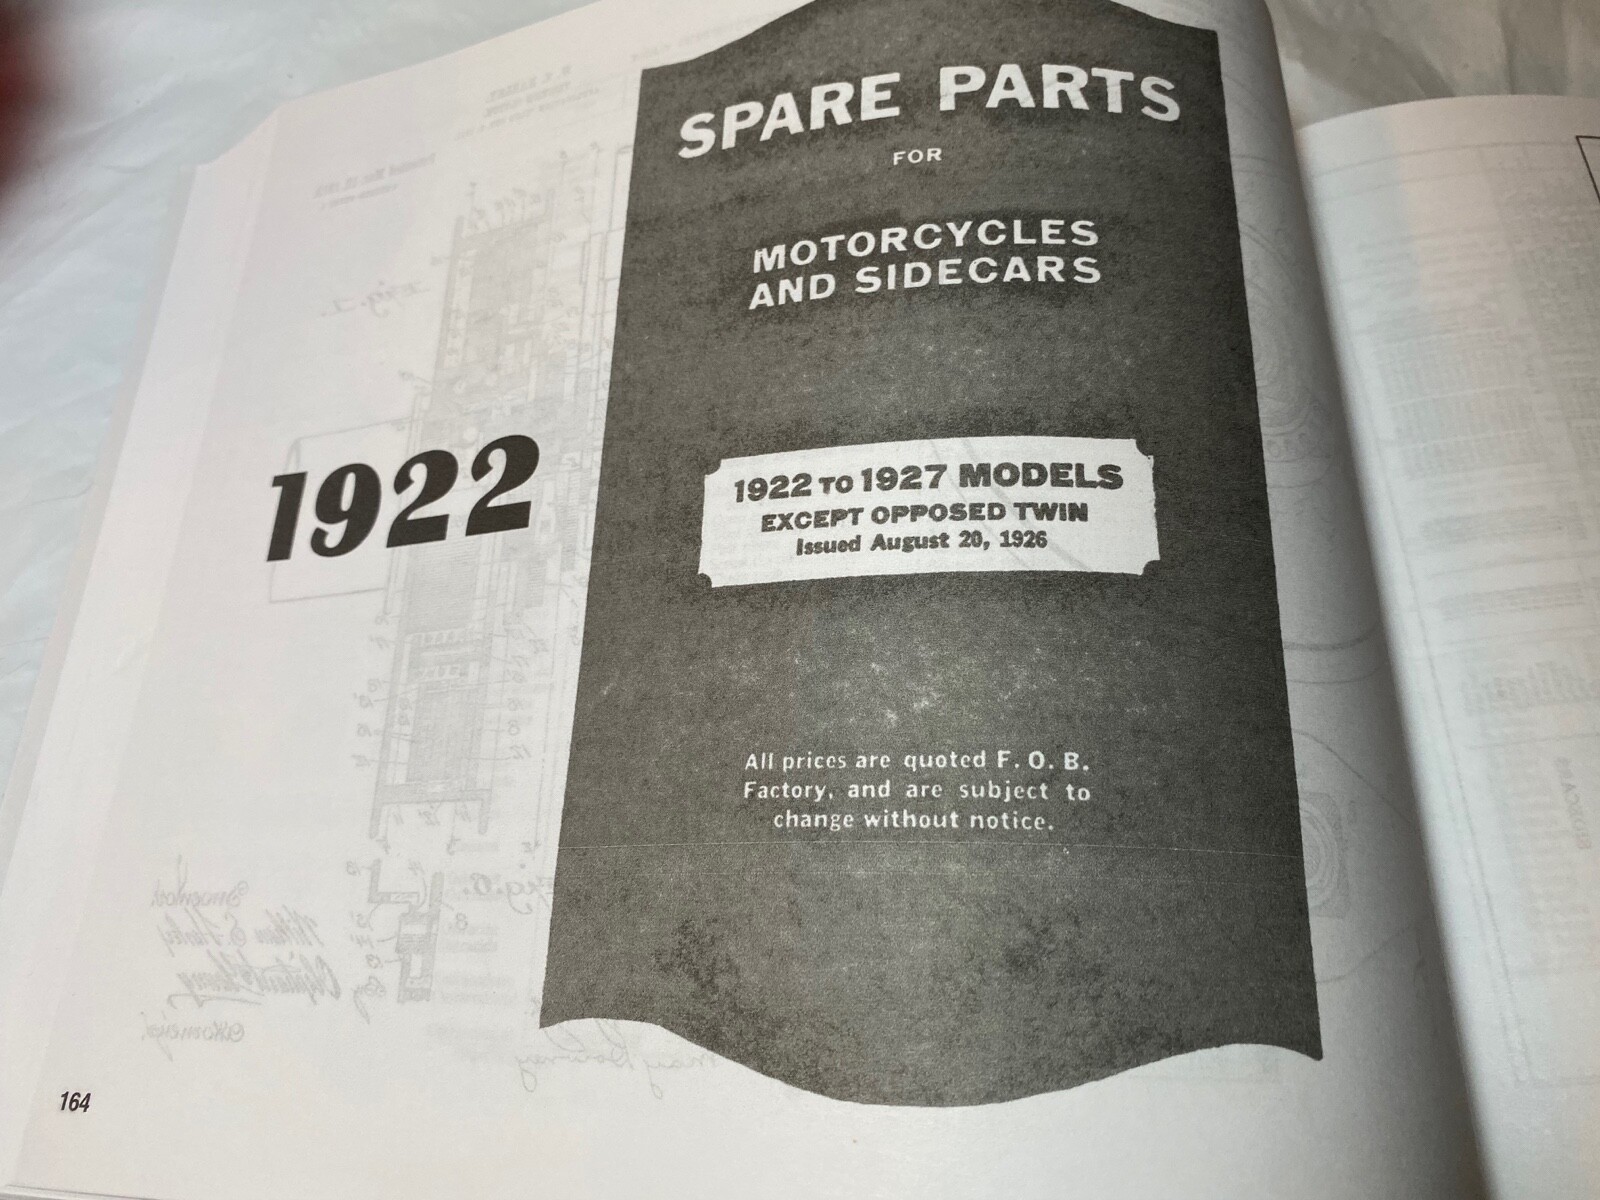 SPARE PARTS
FOR
MOTORCYCLES
AND SIDECARS
1922
1922 TO 1927 MODELS
EXCEPT OPPOSED TWIN
Issued August 20, 1926
All prices are quoted F. O. B.
Factory, and are subject to
change without notice.
164